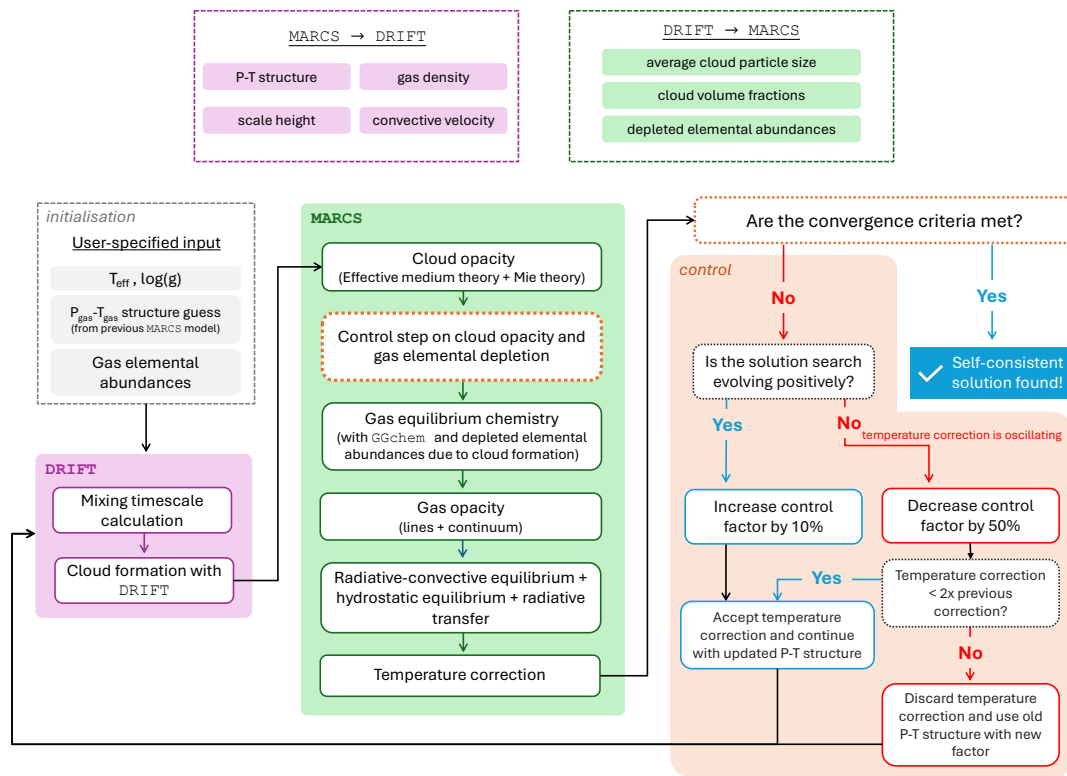 MARCS → DRIFT
P-T structure
gas density
scale height
convective velocity
DRIFT → MARCS
average cloud particle size
cloud volume fractions
depleted elemental abundances
initialisation
User-specified input
Teff , log(g)
Pgas-Tgas structure guess
(from previous MARCS model)
Gas elemental
abundances
DRIFT
Mixing timescale
calculation
Cloud formation with
DRIFT
MARCS
Cloud opacity
(Effective medium theory + Mie theory)
Control step on cloud opacity and
gas elemental depletion
Gas equilibrium chemistry
(with GGchem and depleted elemental
abundances due to cloud formation)
Gas opacity
(lines + continuum)
Radiative-convective equilibrium +
hydrostatic equilibrium + radiative
transfer
Temperature correction
Are the convergence criteria met?
control
No
Yes
Is the solution search
evolving positively?
Self-consistent
solution found!
Yes
No
temperature correction is oscillating
Increase control
factor by 10%
Decrease control
factor by 50%
Yes
Temperature correction
< 2x previous
correction?
Accept temperature
correction and continue
with updated P-T structure
No
Discard temperature
correction and use old
P-T structure with new
factor